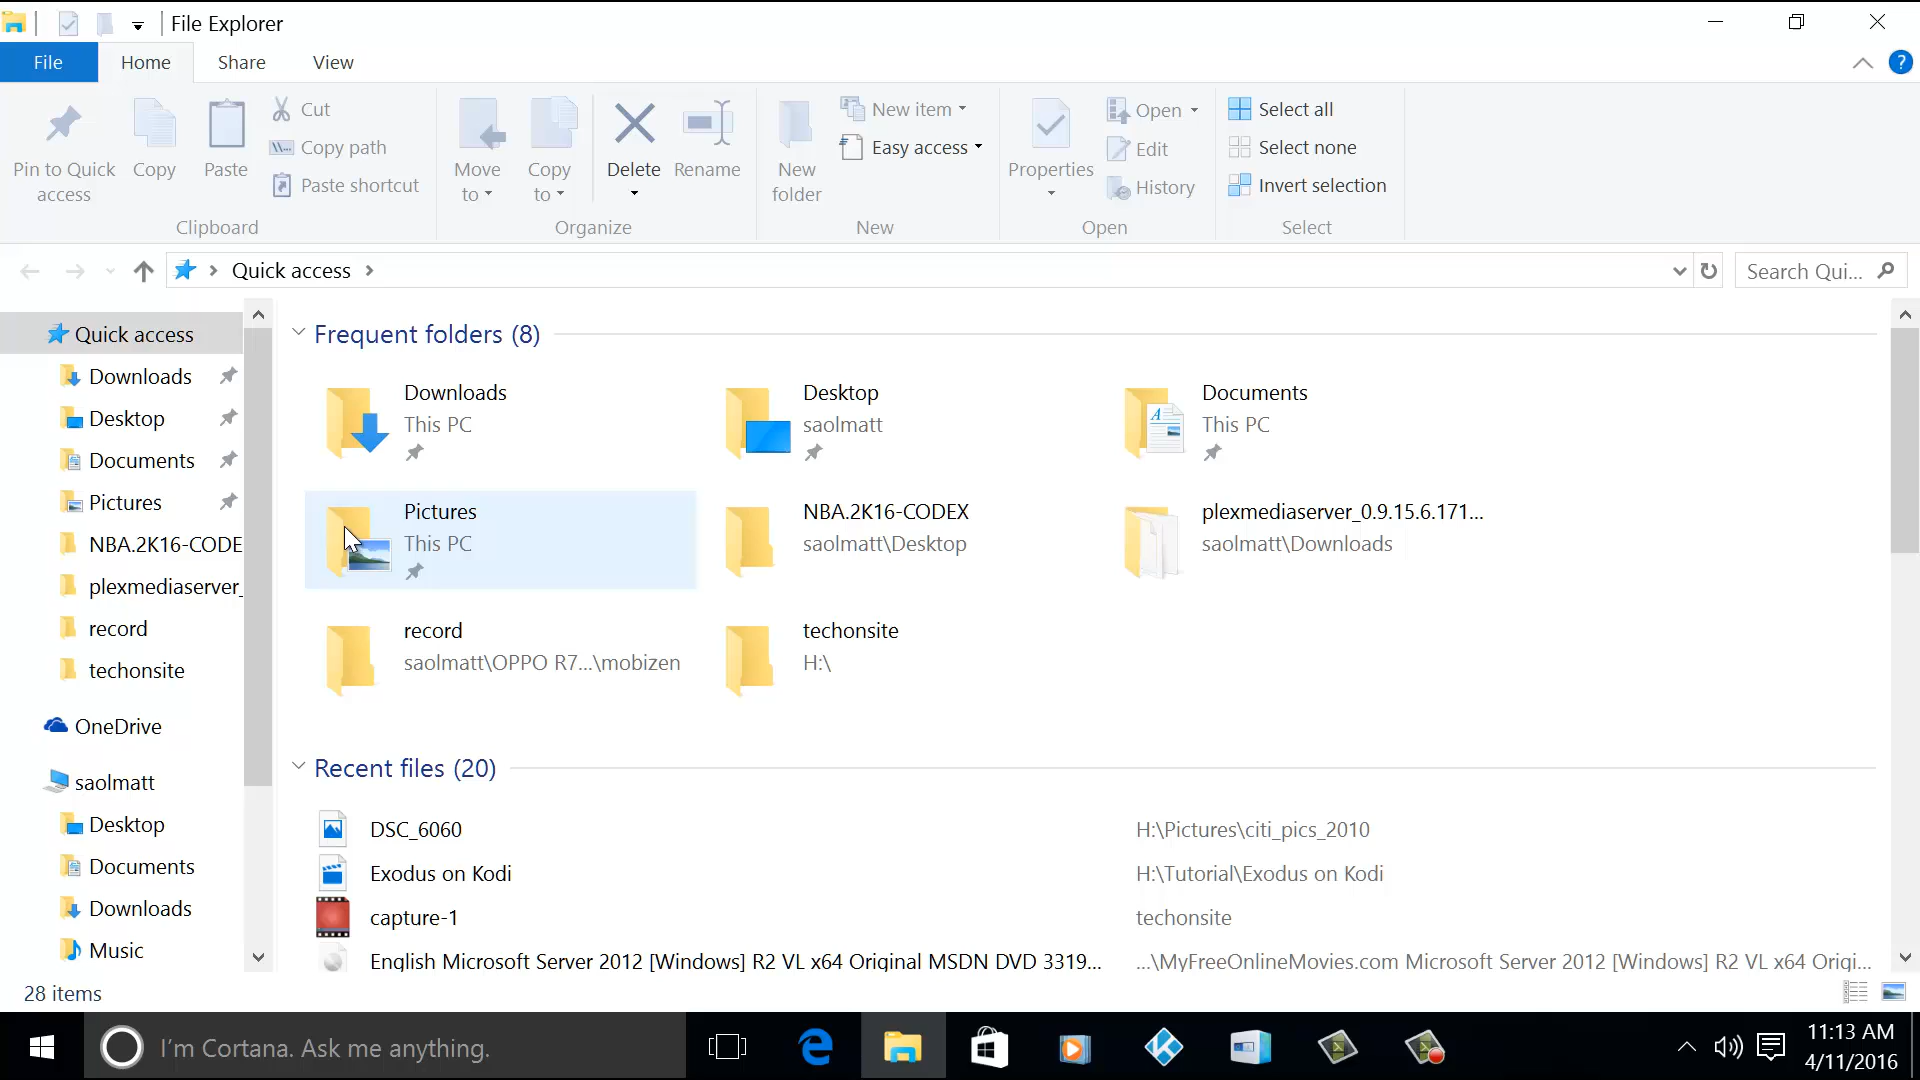 File Explorer
File
Home
Share
View
?
Pin to Quick
access
Copy
Paste
Cut
Copy path
Paste shortcut
Clipboard
Move
to
Copy
to
Delete
Rename
Organize
New
folder
New item
Easy access
New
Properties
Open
Edit
History
Open
Select all
Select none
Invert selection
Select
Quick access
Search Qui...
Quick access
Downloads
Desktop
Documents
Pictures
NBA.2K16-CODE
plexmediaserver_
record
techonsite
OneDrive
saolmatt
Desktop
Documents
Downloads
Music
Frequent folders (8)
Downloads
This PC
Desktop
saolmatt
Documents
This PC
Pictures
This PC
NBA.2K16-CODEX
saolmatt\Desktop
plexmediaserver_0.9.15.6.171...
saolmatt\Downloads
record
saolmatt\OPPO R7...\mobizen
techonsite
H:\
Recent files (20)
DSC_6060 H:\Pictures\citi_pics_2010
Exodus on Kodi H:\Tutorial\Exodus on Kodi
capture-1 techonsite
English Microsoft Server 2012 [Windows] R2 VL x64 Original MSDN DVD 3319... ...\MyFreeOnlineMovies.com Microsoft Server 2012 [Windows] R2 VL x64 Origi...
28 items
I'm Cortana. Ask me anything.
11:13 AM
4/11/2016